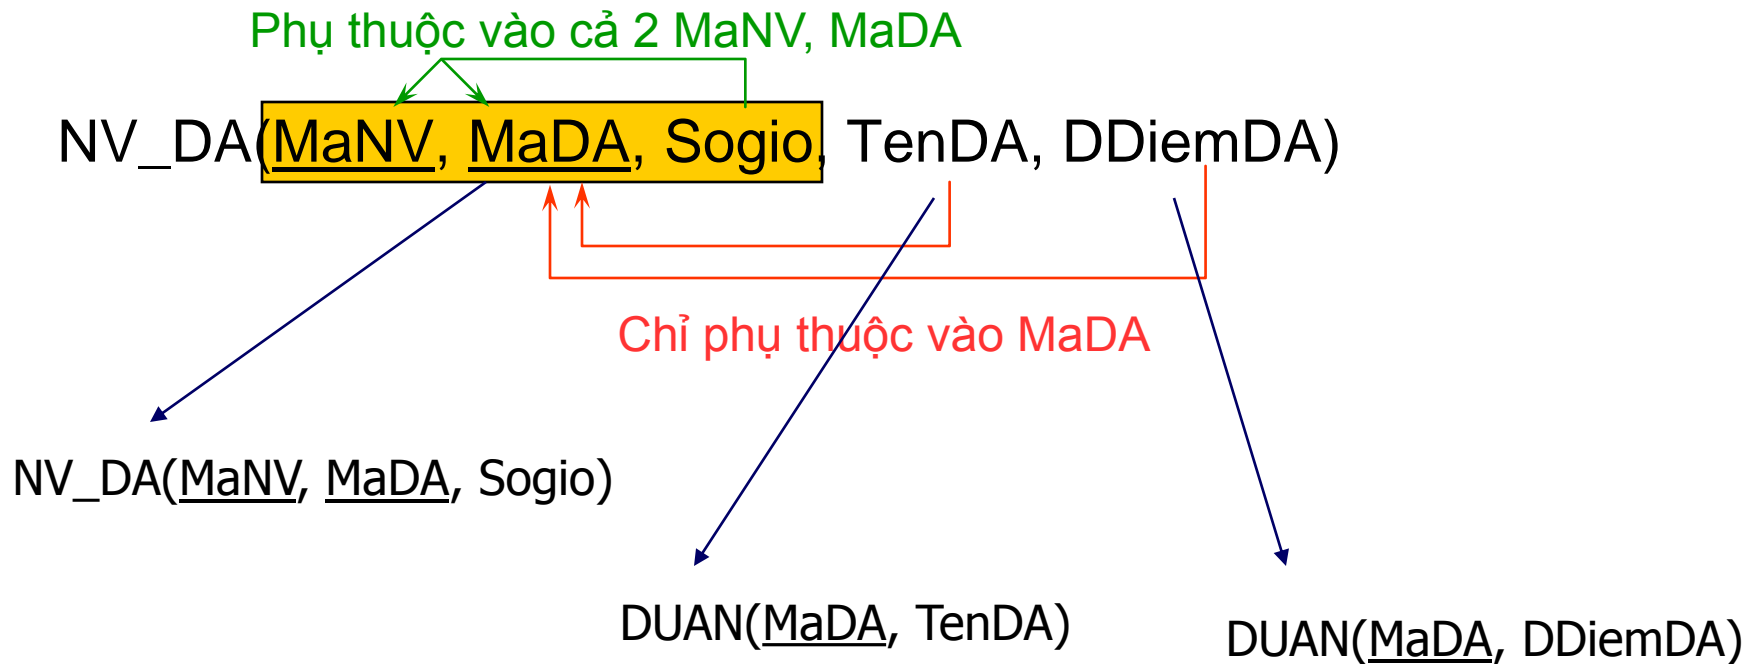 Phụ thuộc vào cả 2 MaNV, MaDA
NV_DA(MaNV, MaDA, Sogio, TenDA, DDiemDA)
Chỉ phụ thuộc vào MaDA
NV_DA(MaNV, MaDA, Sogio)
DUAN(MaDA, TenDA)
DUAN(MaDA, DDiemDA)